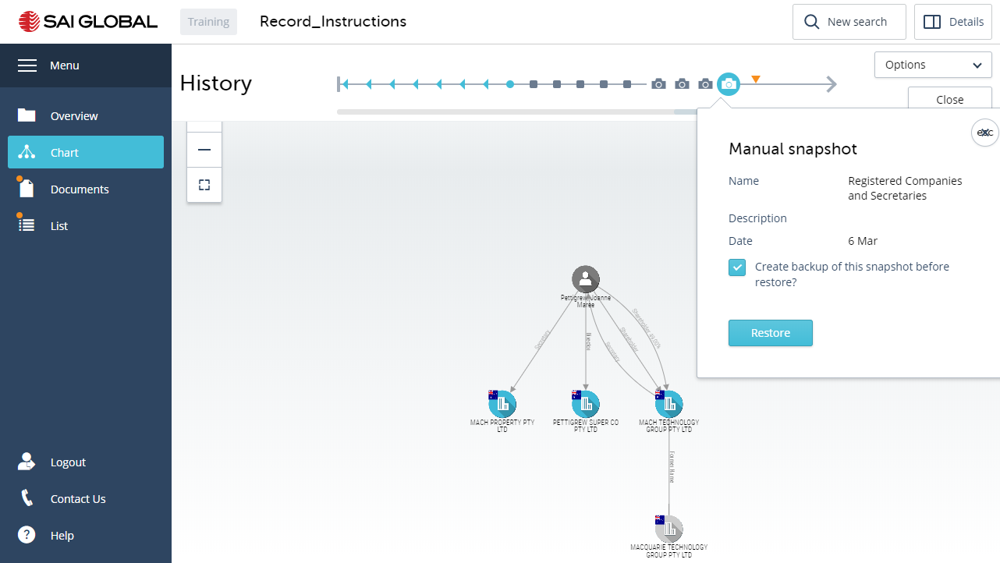 SAI GLOBAL
Training
Record_Instructions
New search
Details
Menu
History
Options
Close
Overview
Chart
Documents
List
esc
Manual snapshot
Name
Registered Companies
and Secretaries
Description
Date
6 Mar
Create backup of this snapshot before
restore?
Restore
Pettigrew Joanne
Maree
Secretary
Director
Shareholder
Secretary
Shareholder 49.00%
MACH PROPERTY PTY
LTD
PETTIGREW SUPER CO
PTY LTD
MACH TECHNOLOGY
GROUP PTY LTD
Former Name
MACQUARIE TECHNOLOGY
GROUP PTY LTD
Logout
Contact Us
Help